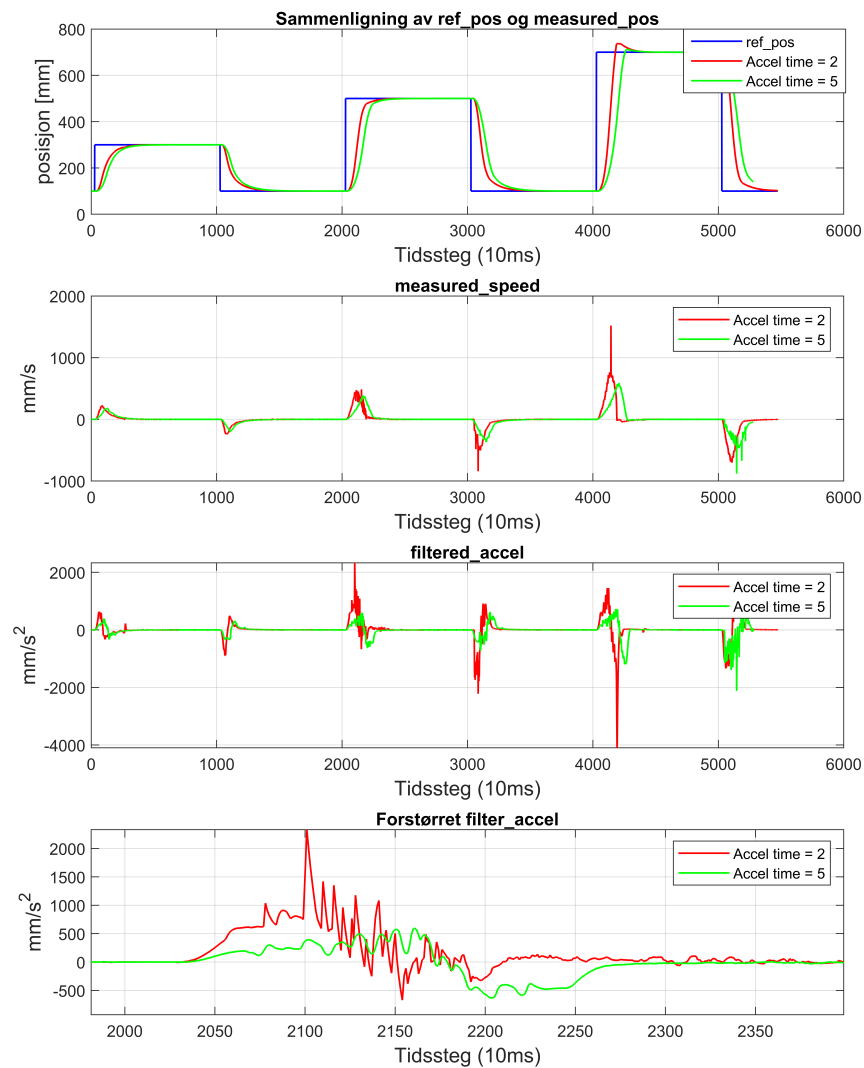 Sammenligning av ref_pos og measured_pos
posisjon [mm]
800
600
400
200
0
ref_pos
Accel time = 2
Accel time = 5
0 1000 2000 3000 4000 5000 6000
Tidssteg (10ms)
measured_speed
mm/s
2000
1000
0
-1000
Accel time = 2
Accel time = 5
0 1000 2000 3000 4000 5000 6000
Tidssteg (10ms)
filtered_accel
mm/s²
2000
0
-2000
-4000
Accel time = 2
Accel time = 5
0 1000 2000 3000 4000 5000 6000
Tidssteg (10ms)
Forstørret filter_accel
mm/s²
2000
1500
1000
500
0
-500
Accel time = 2
Accel time = 5
2000 2050 2100 2150 2200 2250 2300 2350
Tidssteg (10ms)